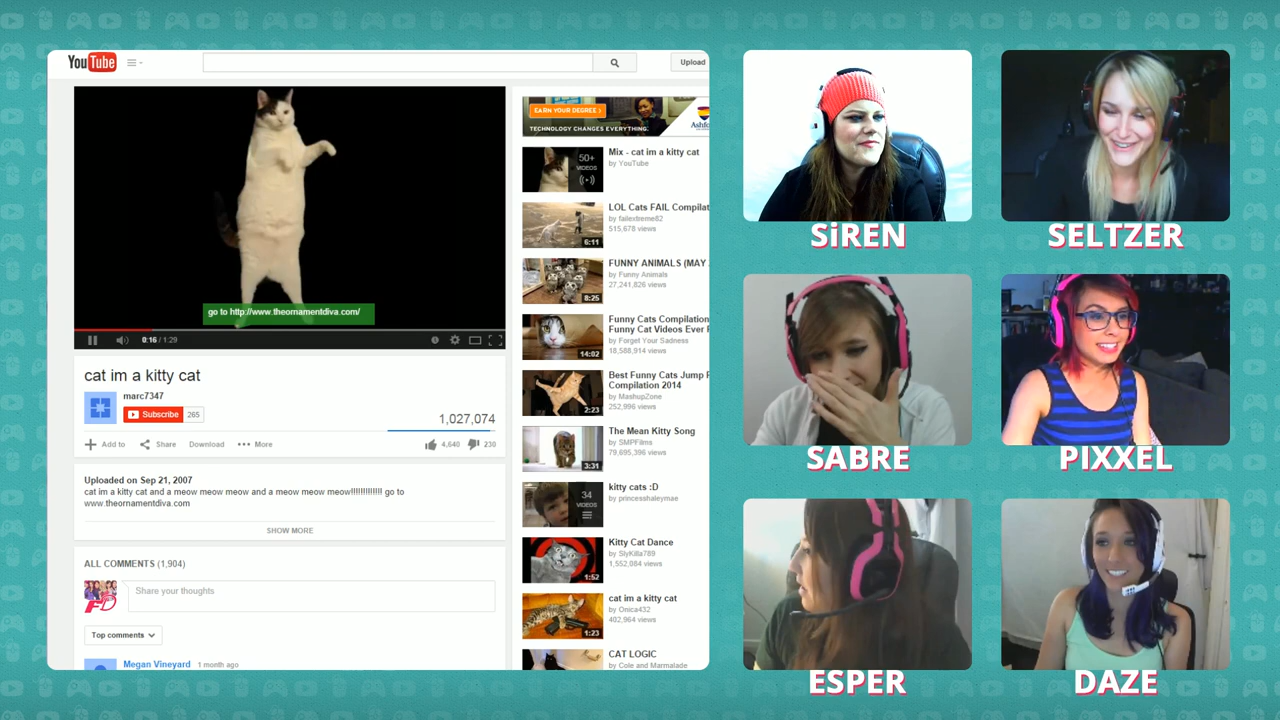 YouTube
Upload
go to http://www.theornamentdiva.com/
0:16 / 1:29
cat im a kitty cat
marc7347
Subscribe 265
1,027,074
Add to
Share
Download
More
4,640
230
Uploaded on Sep 21, 2007
cat im a kitty cat and a meow meow meow and a meow meow meow!!!!!!!!!!!!! go to
www.theornamentdiva.com
SHOW MORE
ALL COMMENTS (1,904)
Share your thoughts
Top comments
Megan Vineyard 1 month ago
EARN YOUR DEGREE >
TECHNOLOGY CHANGES EVERYTHING.
Ashf
50+
VIDEOS
Mix - cat im a kitty cat
by YouTube
6:11
LOL Cats FAIL Compilat
by failextreme82
515,678 views
8:25
FUNNY ANIMALS (MAY
by Funny Animals
27,241,826 views
14:02
Funny Cats Compilation
Funny Cat Videos Ever
by Forget Your Sadness
18,588,914 views
2:23
Best Funny Cats Jump F
Compilation 2014
by MashupZone
252,996 views
3:31
The Mean Kitty Song
by SMPFilms
79,695,396 views
34
VIDEOS
kitty cats :D
by princesshaleymae
1:52
Kitty Cat Dance
by SlyKilla789
1,552,084 views
1:23
cat im a kitty cat
by Onica432
402,964 views
CAT LOGIC
by Cole and Marmalade
SiREN
SELTZER
SABRE
PIXXEL
ESPER
DAZE